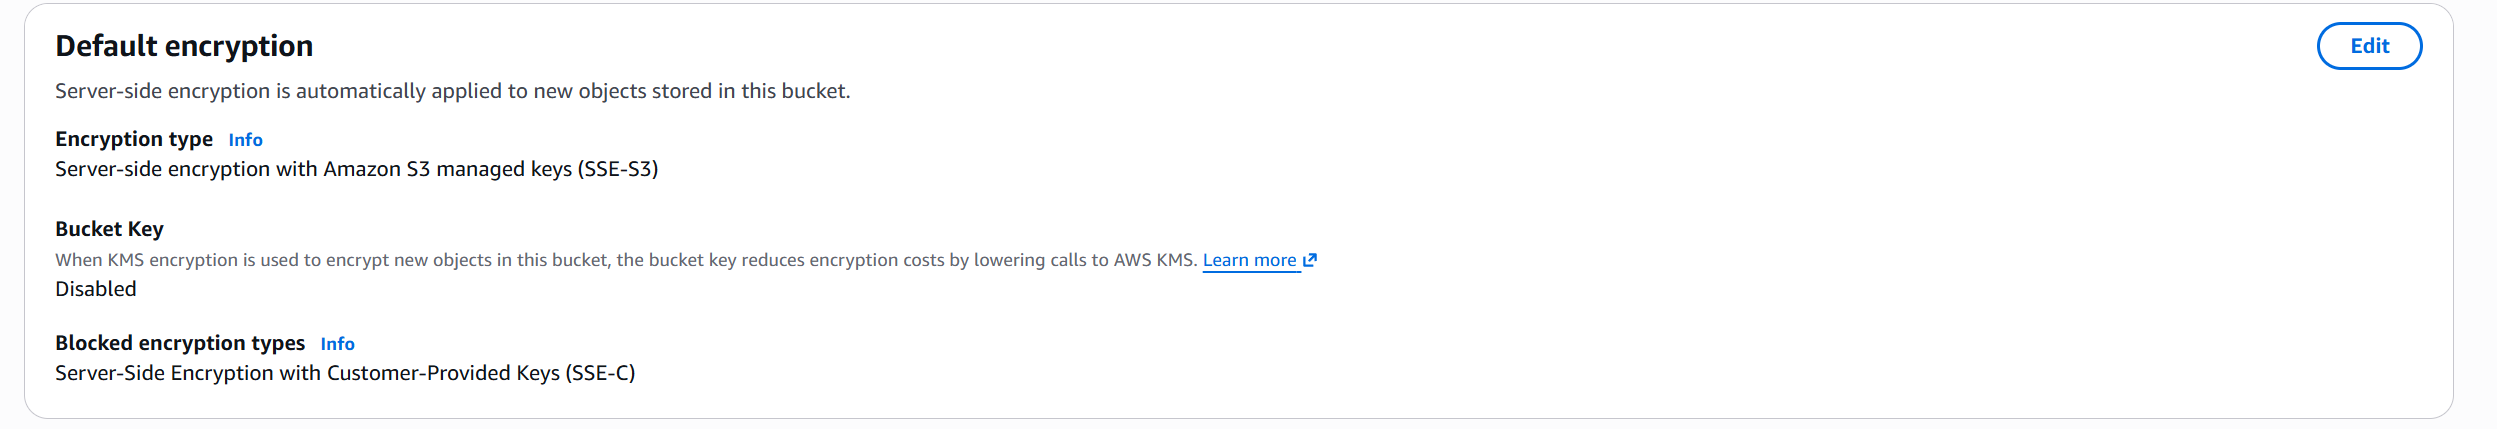 Default encryption
Edit
Server-side encryption is automatically applied to new objects stored in this bucket.
Encryption type Info
Server-side encryption with Amazon S3 managed keys (SSE-S3)
Bucket Key
When KMS encryption is used to encrypt new objects in this bucket, the bucket key reduces encryption costs by lowering calls to AWS KMS. Learn more
Disabled
Blocked encryption types Info
Server-Side Encryption with Customer-Provided Keys (SSE-C)